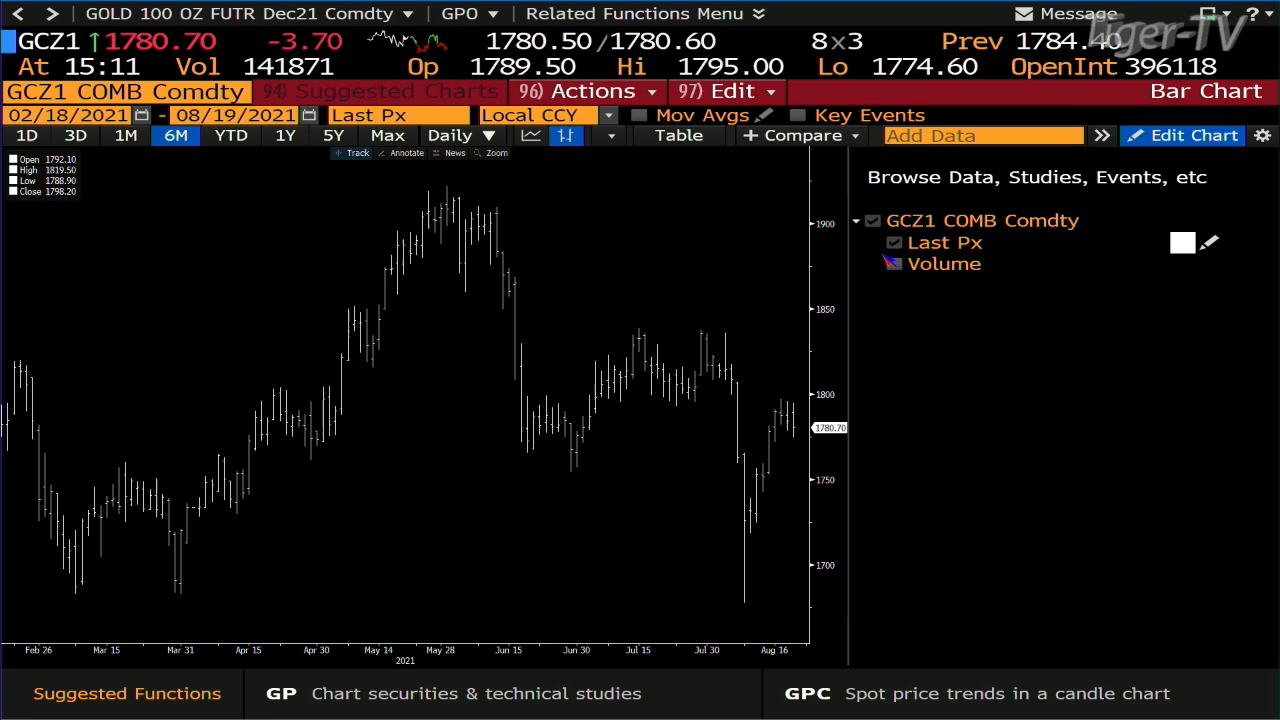 < > GOLD 100 OZ FUTR Dec21 Comdty GPO Related Functions Menu Message ?
Tiger-TV
GCZ1 ↑1780.70 -3.70 1780.50/1780.60 8x3 Prev 1784.40
At 15:11 Vol 141871 Op 1789.50 Hi 1795.00 Lo 1774.60 OpenInt 396118
GCZ1 COMB Comdty 94) Suggested Charts 96) Actions 97) Edit Bar Chart
02/18/2021 - 08/19/2021 Last Px Local CCY Mov Avgs Key Events
1D 3D 1M 6M YTD 1Y 5Y Max Daily Table + Compare Add Data Edit Chart
Track Annotate News Zoom
Open 1792.10
High 1819.50
Low 1788.90
Close 1798.20
Browse Data, Studies, Events, etc
GCZ1 COMB Comdty
Last Px
Volume
1900
1850
1800
1780.70
1750
1700
Feb 26 Mar 15 Mar 31 Apr 15 Apr 30 May 14 May 28 Jun 15 Jun 30 Jul 15 Jul 30 Aug 16
2021
Suggested Functions GP Chart securities & technical studies GPC Spot price trends in a candle chart